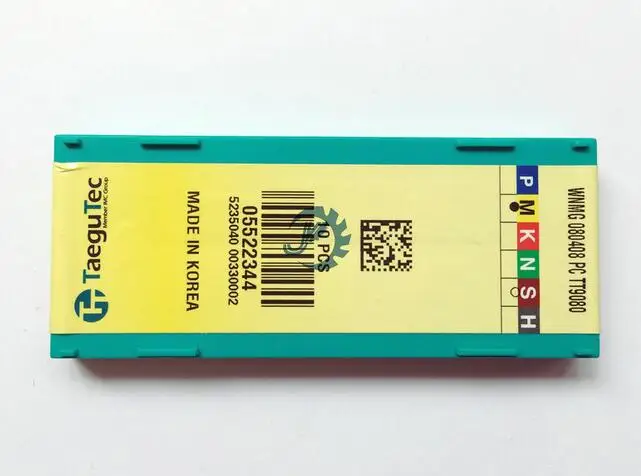 TaeguTec
Member IMC Group
MADE IN KOREA
10 PCS
05522344
5235040 00330002
WNMG 080408 PC TT9080
P
M
K
N
S
H